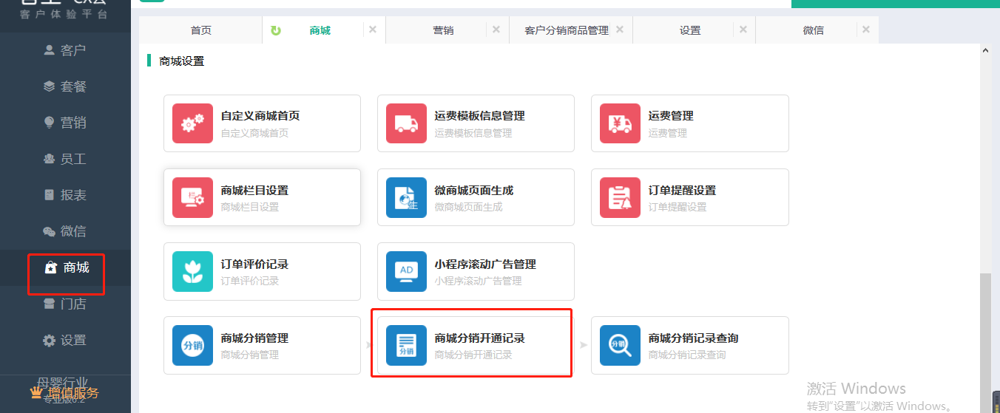 客户体验平台
首页
商城
营销
客户分销商品管理
设置
微信
客户
套餐
营销
员工
报表
微信
商城
门店
设置
母婴行业
增值服务
专业版6.2
商城设置
自定义商城首页
自定义商城首页
运费模板信息管理
运费模板信息管理
运费管理
运费管理
商城栏目设置
商城栏目设置
微商城页面生成
微商城页面生成
订单提醒设置
订单提醒设置
订单评价记录
订单评价记录
AD
小程序滚动广告管理
小程序滚动广告管理
分销
商城分销管理
商城分销管理
分销
商城分销开通记录
商城分销开通记录
分销
商城分销记录查询
商城分销记录查询
激活 Windows
转到"设置"以激活 Windows。